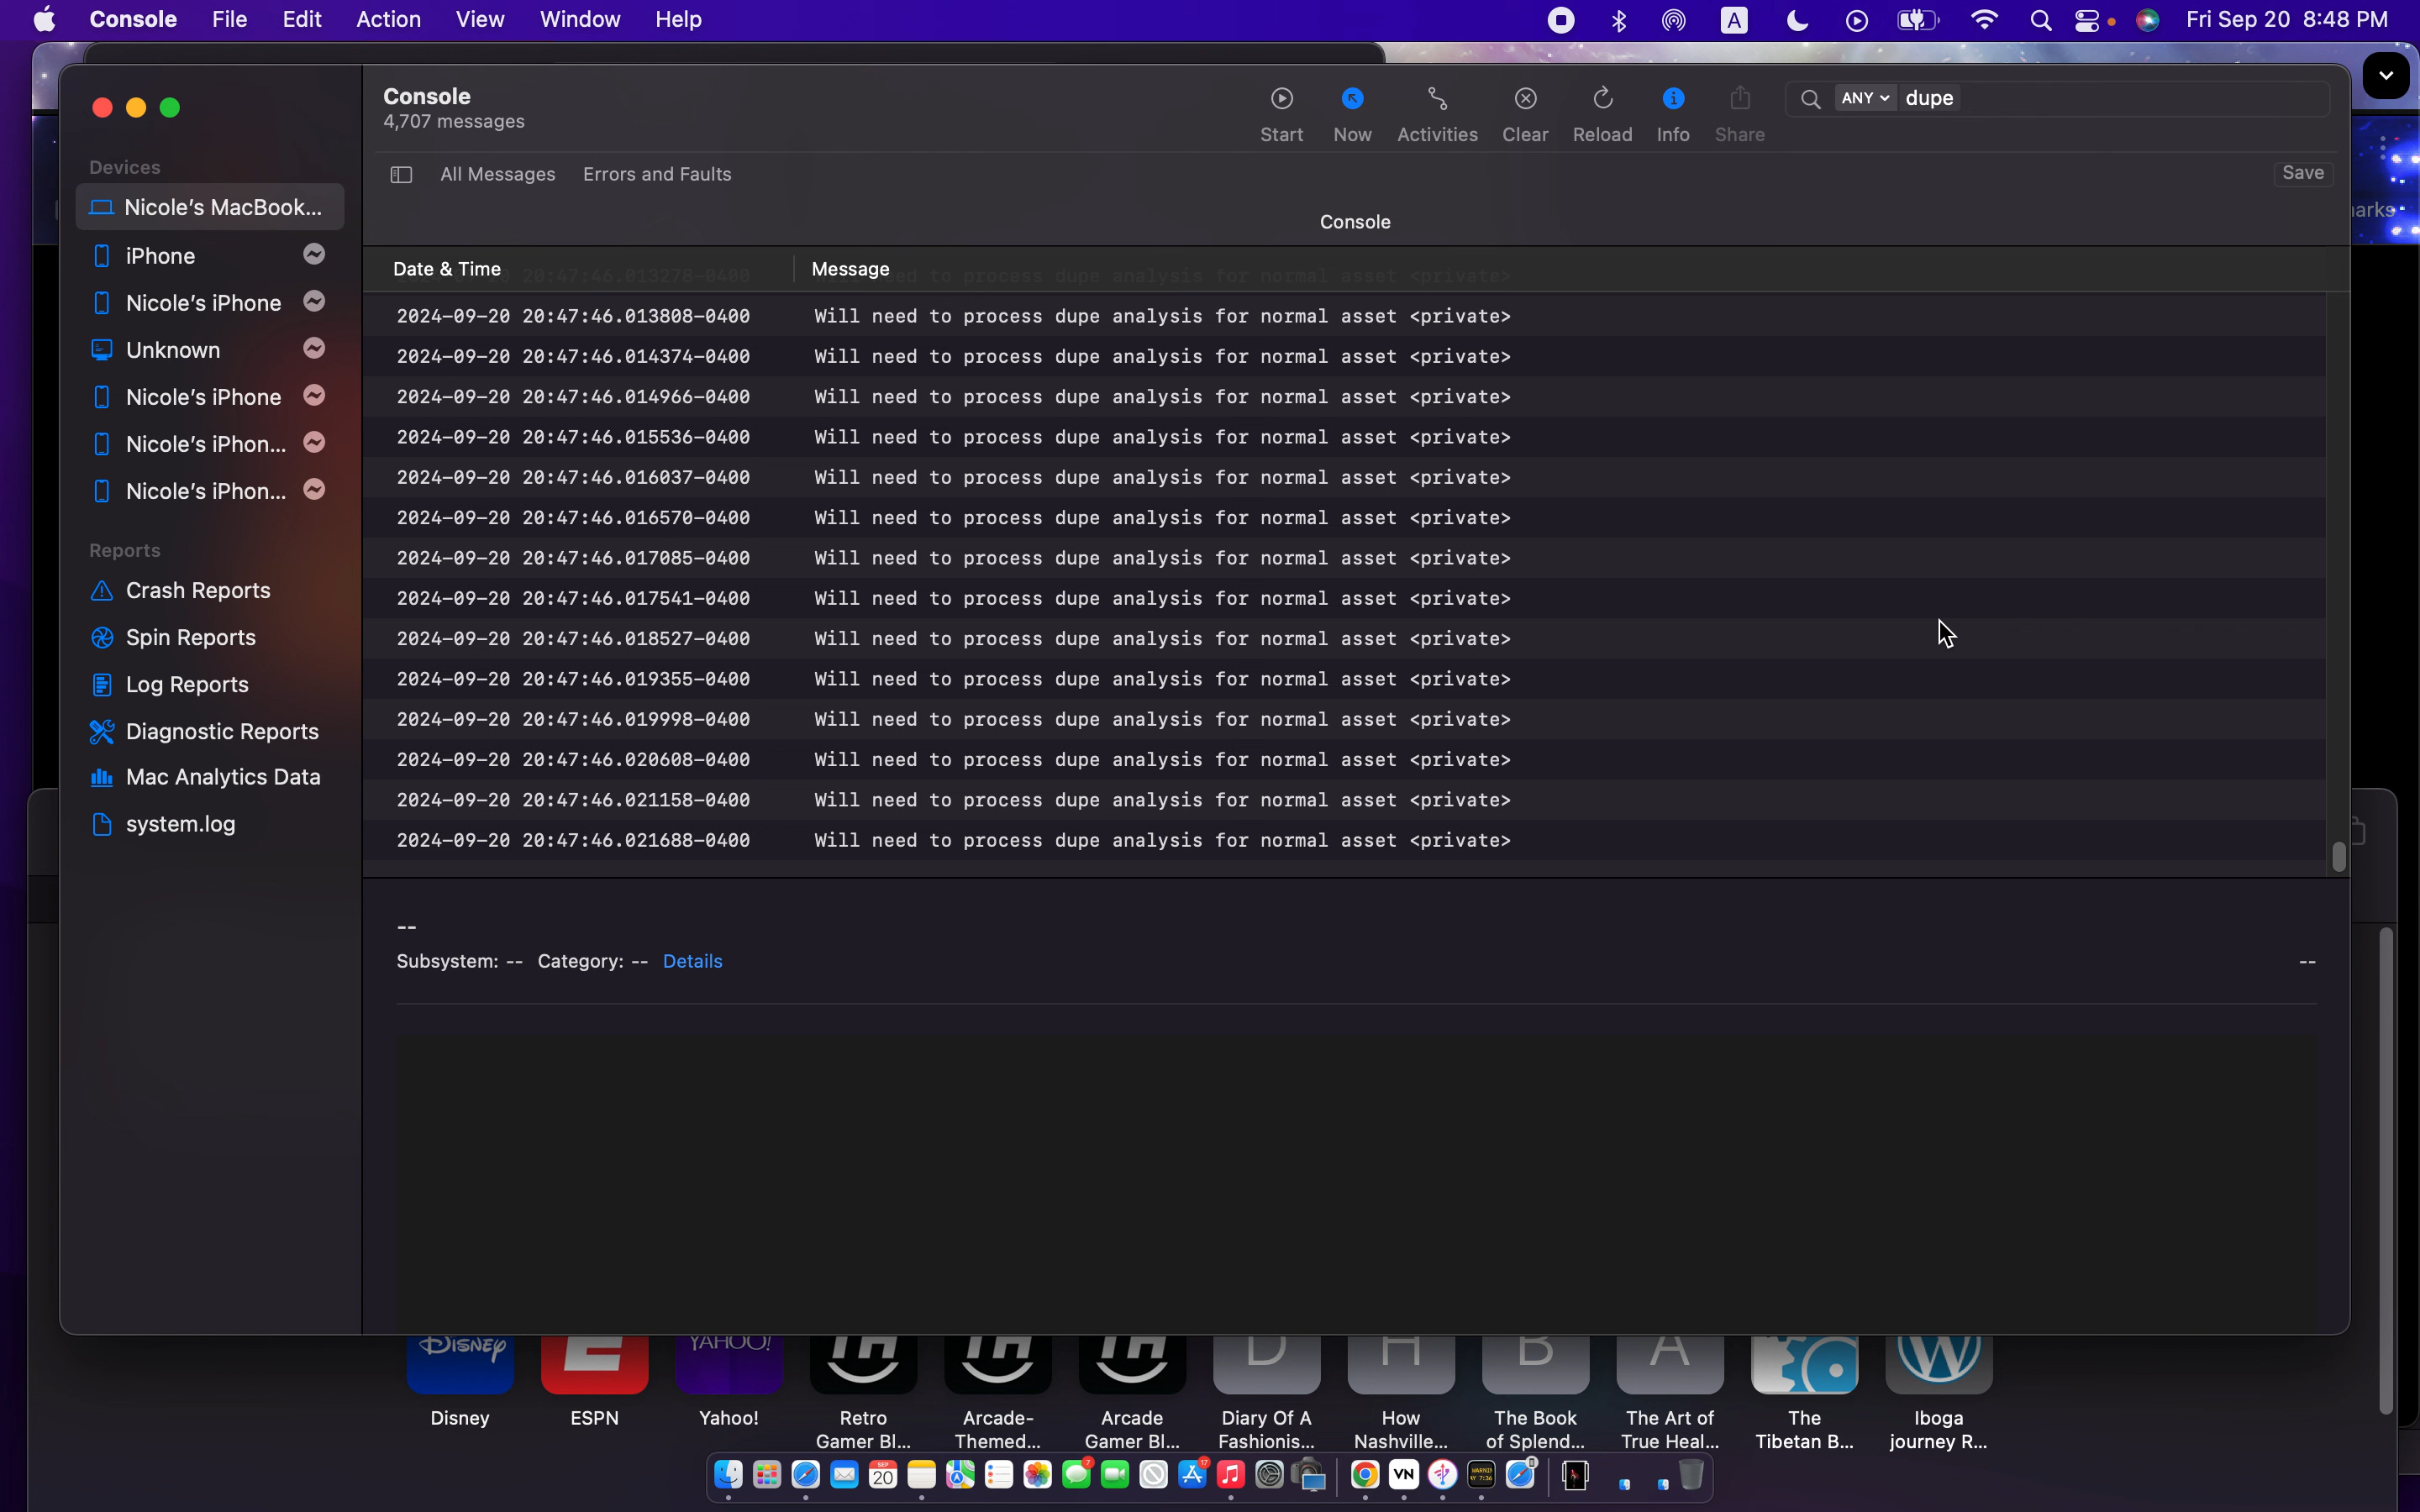 Console File Edit Action View Window Help A Fri Sep 20 8:48 PM
Console
4,707 messages
Start Now Activities Clear Reload Info Share
ANY dupe
All Messages Errors and Faults Save
Console
Devices
Nicole's MacBook...
iPhone
Nicole's iPhone
Unknown
Nicole's iPhone
Nicole's iPhon...
Nicole's iPhon...
Reports
Crash Reports
Spin Reports
Log Reports
Diagnostic Reports
Mac Analytics Data
system.log
Date & Time Message
2024-09-20 20:47:46.013808-0400 Will need to process dupe analysis for normal asset <private>
2024-09-20 20:47:46.014374-0400 Will need to process dupe analysis for normal asset <private>
2024-09-20 20:47:46.014966-0400 Will need to process dupe analysis for normal asset <private>
2024-09-20 20:47:46.015536-0400 Will need to process dupe analysis for normal asset <private>
2024-09-20 20:47:46.016037-0400 Will need to process dupe analysis for normal asset <private>
2024-09-20 20:47:46.016570-0400 Will need to process dupe analysis for normal asset <private>
2024-09-20 20:47:46.017085-0400 Will need to process dupe analysis for normal asset <private>
2024-09-20 20:47:46.017541-0400 Will need to process dupe analysis for normal asset <private>
2024-09-20 20:47:46.018527-0400 Will need to process dupe analysis for normal asset <private>
2024-09-20 20:47:46.019355-0400 Will need to process dupe analysis for normal asset <private>
2024-09-20 20:47:46.019998-0400 Will need to process dupe analysis for normal asset <private>
2024-09-20 20:47:46.020608-0400 Will need to process dupe analysis for normal asset <private>
2024-09-20 20:47:46.021158-0400 Will need to process dupe analysis for normal asset <private>
2024-09-20 20:47:46.021688-0400 Will need to process dupe analysis for normal asset <private>
--
Subsystem: -- Category: -- Details --
DISNEY E YAHOO! D H B A
Disney ESPN Yahoo! Retro Arcade- Arcade Diary Of A How The Book The Art of The Iboga
Gamer Bl... Themed... Gamer Bl... Fashionis... Nashville... of Splend... True Heal... Tibetan B... journey R...
SEP
20
7
17
VN